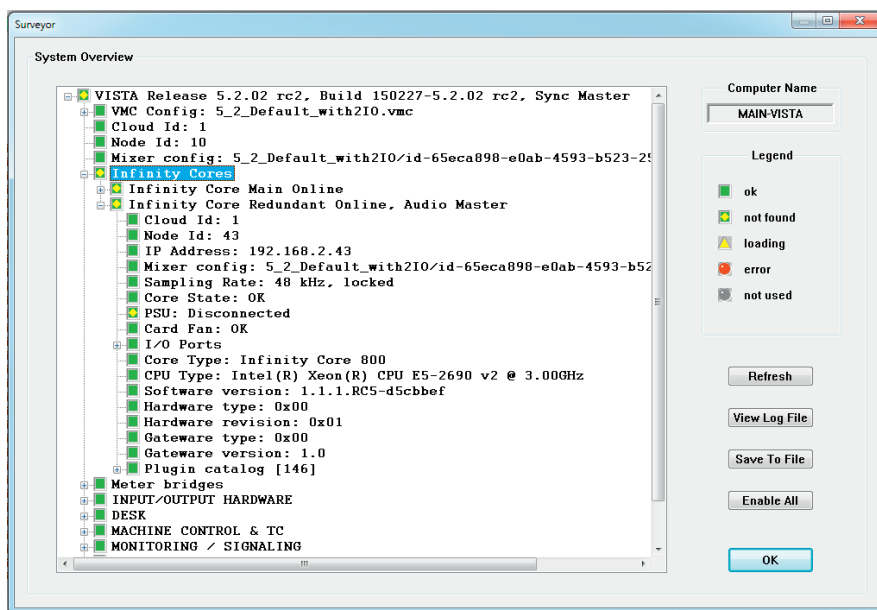 Surveyor
System Overview
VISTA Release 5.2.02 rc2, Build 150227-5.2.02 rc2, Sync Master
VMC Config: 5_2_Default_with2IO.vmc
Cloud Id: 1
Node Id: 10
Mixer config: 5_2_Default_with2IO/id-65eca898-e0ab-4593-b523-25
Infinity Cores
Infinity Core Main Online
Infinity Core Redundant Online, Audio Master
Cloud Id: 1
Node Id: 43
IP Address: 192.168.2.43
Mixer config: 5_2_Default_with2IO/id-65eca898-e0ab-4593-b52
Sampling Rate: 48 kHz, locked
Core State: OK
PSU: Disconnected
Card Fan: OK
I/O Ports
Core Type: Infinity Core 800
CPU Type: Intel(R) Xeon(R) CPU E5-2690 v2 @ 3.00GHz
Software version: 1.1.1.RC5-d5cbbef
Hardware type: 0x00
Hardware revision: 0x01
Gateware type: 0x00
Gateware version: 1.0
Plugin catalog [146]
Meter bridges
INPUT/OUTPUT HARDWARE
DESK
MACHINE CONTROL & TC
MONITORING / SIGNALING
Computer Name
MAIN-VISTA
Legend
ok
not found
loading
error
not used
Refresh
View Log File
Save To File
Enable All
OK